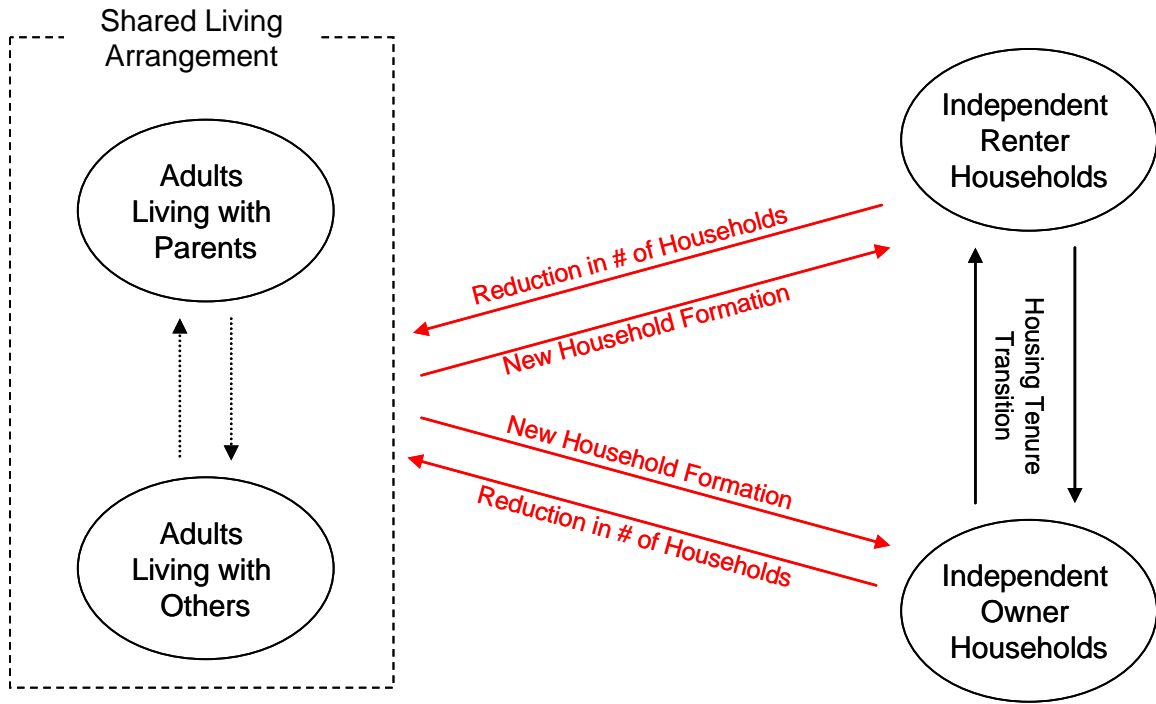 Shared Living
Arrangement
Adults
Living with
Parents
Adults
Living with
Others
Reduction in # of Households
New Household Formation
New Household Formation
Reduction in # of Households
Independent
Renter
Households
Housing Tenure
Transition
Independent
Owner
Households